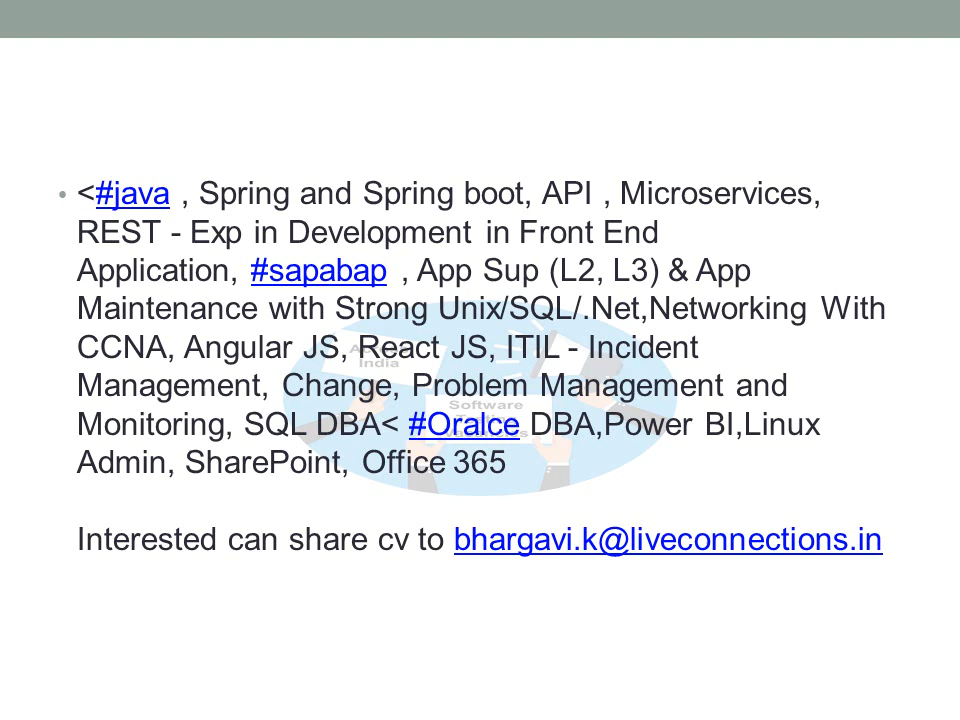 • <#java , Spring and Spring boot, API , Microservices,
REST - Exp in Development in Front End
Application, #sapabap , App Sup (L2, L3) & App
Maintenance with Strong Unix/SQL/.Net,Networking With
CCNA, Angular JS, React JS, ITIL - Incident
Management, Change, Problem Management and
Monitoring, SQL DBA< #Oralce DBA,Power BI,Linux
Admin, SharePoint, Office 365
Interested can share cv to bhargavi.k@liveconnections.in
India
Software